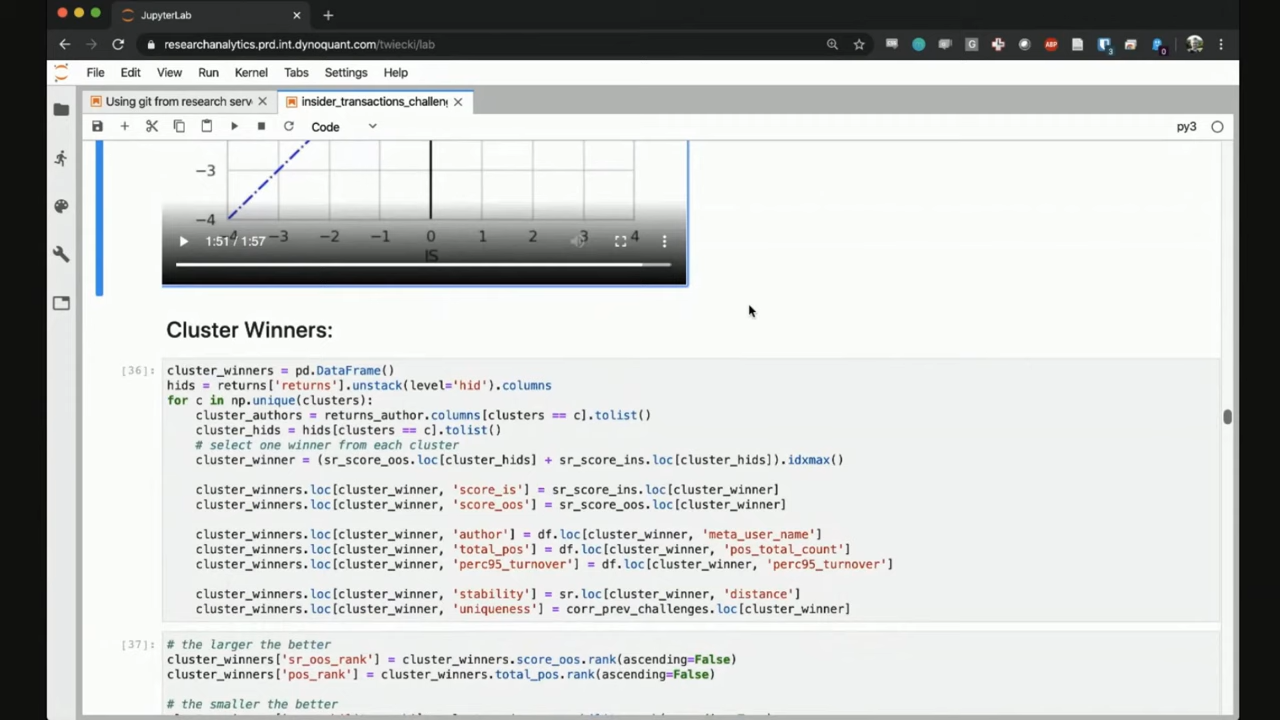 JupyterLab
researchanalytics.prd.int.dynoquant.com/twiecki/lab
File Edit View Run Kernel Tabs Settings Help
Using git from research serv
insider_transactions_challen
Code
py3
−3
−4
−4 −3 −2 −1 0 1 2 3 4
1:51 / 1:57
IS
Cluster Winners:
[36]:
cluster_winners = pd.DataFrame()
hids = returns['returns'].unstack(level='hid').columns
for c in np.unique(clusters):
    cluster_authors = returns_author.columns[clusters == c].tolist()
    cluster_hids = hids[clusters == c].tolist()
    # select one winner from each cluster
    cluster_winner = (sr_score_oos.loc[cluster_hids] + sr_score_ins.loc[cluster_hids]).idxmax()
    cluster_winners.loc[cluster_winner, 'score_is'] = sr_score_ins.loc[cluster_winner]
    cluster_winners.loc[cluster_winner, 'score_oos'] = sr_score_oos.loc[cluster_winner]
    cluster_winners.loc[cluster_winner, 'author'] = df.loc[cluster_winner, 'meta_user_name']
    cluster_winners.loc[cluster_winner, 'total_pos'] = df.loc[cluster_winner, 'pos_total_count']
    cluster_winners.loc[cluster_winner, 'perc95_turnover'] = df.loc[cluster_winner, 'perc95_turnover']
    cluster_winners.loc[cluster_winner, 'stability'] = sr.loc[cluster_winner, 'distance']
    cluster_winners.loc[cluster_winner, 'uniqueness'] = corr_prev_challenges.loc[cluster_winner]
[37]:
# the larger the better
cluster_winners['sr_oos_rank'] = cluster_winners.score_oos.rank(ascending=False)
cluster_winners['pos_rank'] = cluster_winners.total_pos.rank(ascending=False)
# the smaller the better